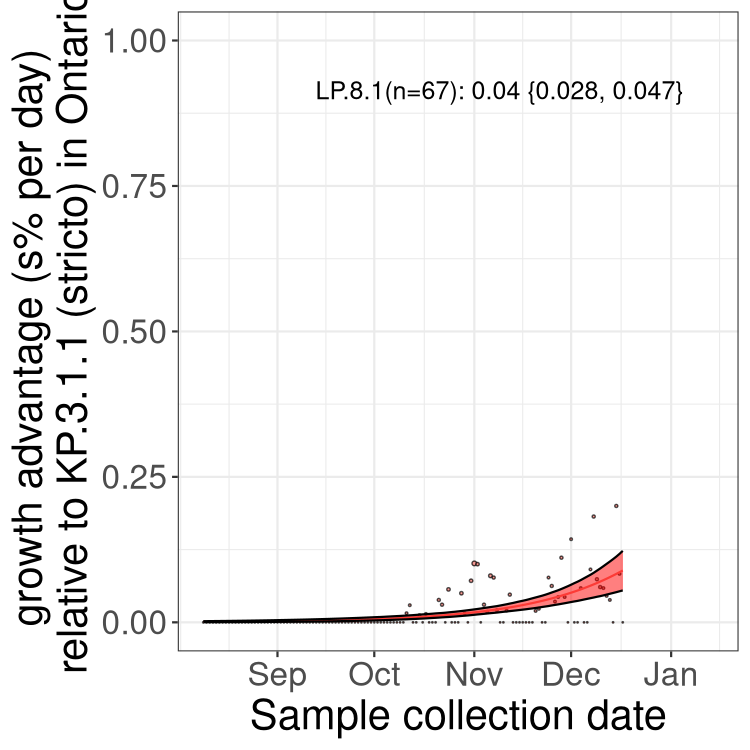 growth advantage (s% per day)
relative to KP.3.1.1 (stricto) in Ontario
1.00
0.75
0.50
0.25
0.00
LP.8.1(n=67): 0.04 {0.028, 0.047}
Sep Oct Nov Dec Jan
Sample collection date